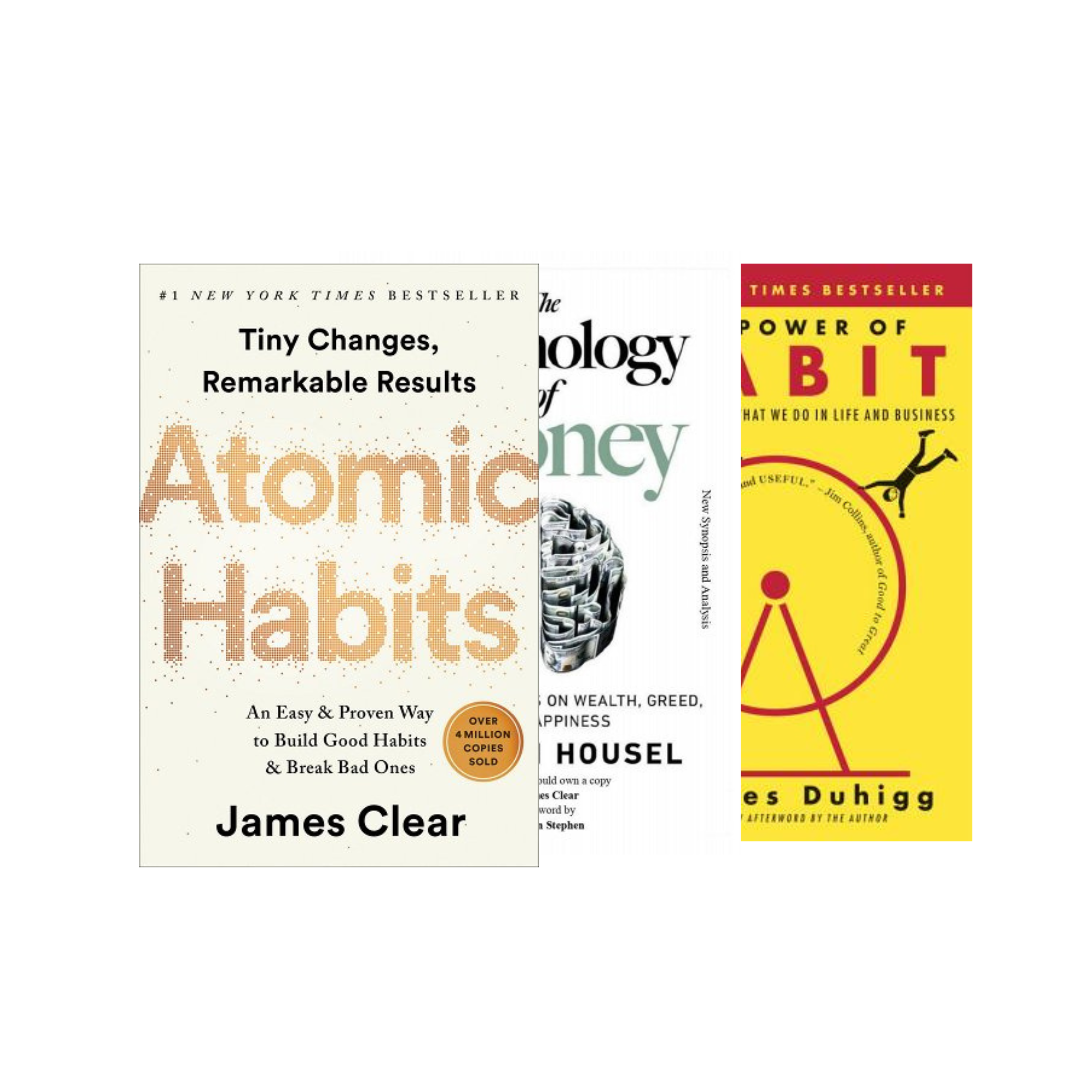 #1 NEW YORK TIMES BESTSELLER
Tiny Changes,
Remarkable Results
Atomic
Habits
An Easy & Proven Way
to Build Good Habits
& Break Bad Ones
OVER
4 MILLION
COPIES
SOLD
James Clear
he
ology
of
oney
New Synopsis and Analysis
S ON WEALTH, GREED,
APPINESS
HOUSEL
ould own a copy
es Clear
word by
n Stephen
TIMES BESTSELLER
POWER OF
ABIT
HAT WE DO IN LIFE AND BUSINESS
nd USEFUL." —Jim Collins, author of Good to Great
es Duhigg
AFTERWORD BY THE AUTHOR